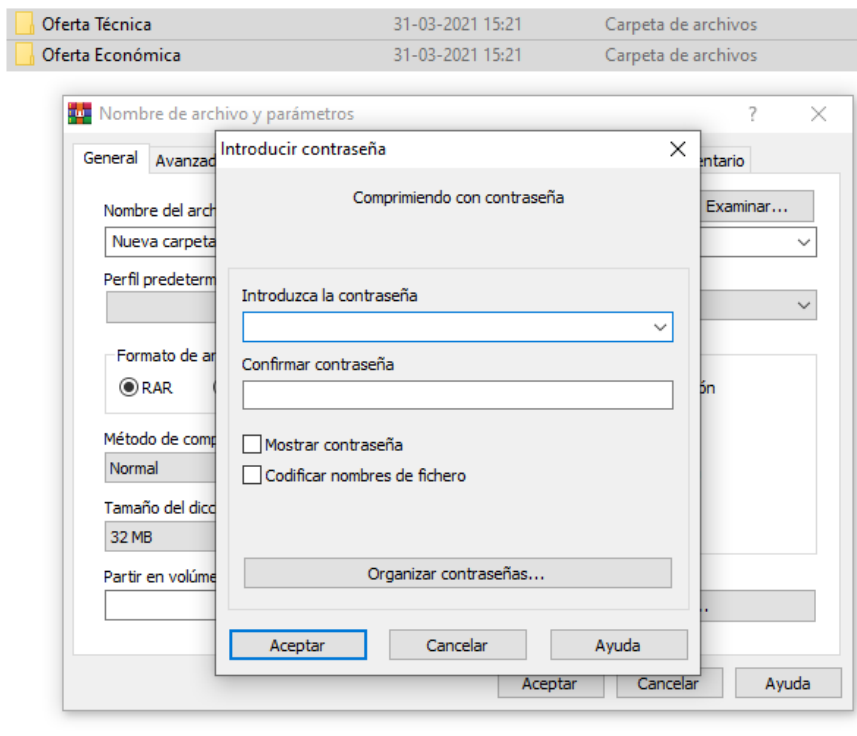 Oferta Técnica 31-03-2021 15:21 Carpeta de archivos
Oferta Económica 31-03-2021 15:21 Carpeta de archivos
Nombre de archivo y parámetros ? 
Introducir contraseña
General Avanzad entario
Comprimiendo con contraseña
Nombre del arch Examinar...
Nueva carpeta
Perfil predeterm
Introduzca la contraseña
Formato de ar Confirmar contraseña
RAR ón
Método de comp Mostrar contraseña
Normal Codificar nombres de fichero
Tamaño del dicc
32 MB
Organizar contraseñas...
Partir en volúme
..
Aceptar Cancelar Ayuda
Aceptar Cancelar Ayuda